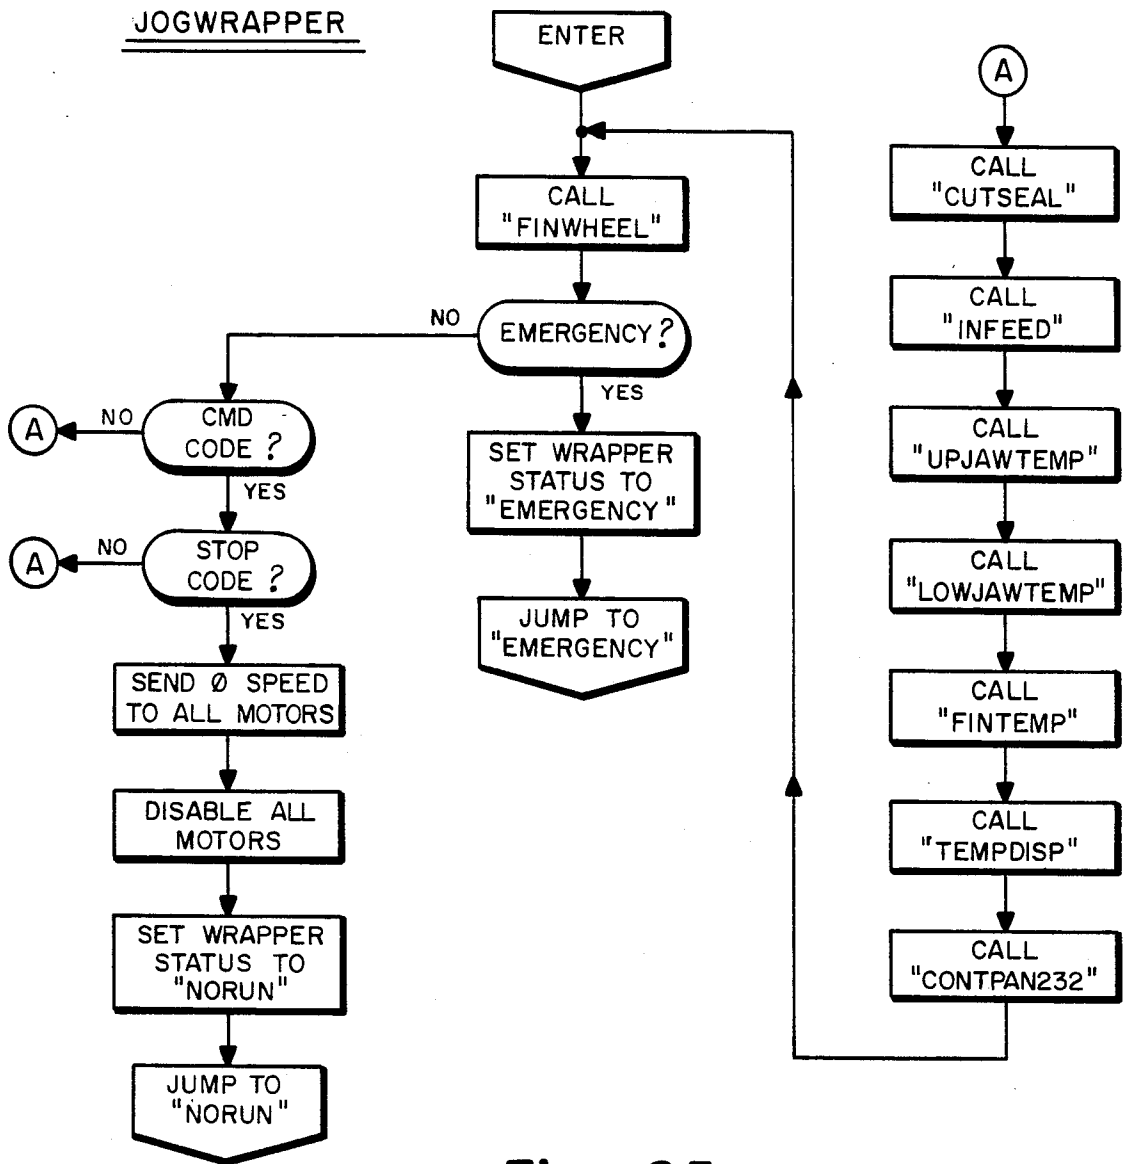 JOGWRAPPER
ENTER
CALL
"FINWHEEL"
EMERGENCY?
NO
YES
SET WRAPPER
STATUS TO
"EMERGENCY"
JUMP TO
"EMERGENCY"
CMD
CODE?
NO
A
YES
STOP
CODE?
NO
A
YES
SEND Ø SPEED
TO ALL MOTORS
DISABLE ALL
MOTORS
SET WRAPPER
STATUS TO
"NORUN"
JUMP TO
"NORUN"
A
CALL
"CUTSEAL"
CALL
"INFEED"
CALL
"UPJAWTEMP"
CALL
"LOWJAWTEMP"
CALL
"FINTEMP"
CALL
"TEMPDISP"
CALL
"CONTPAN232"